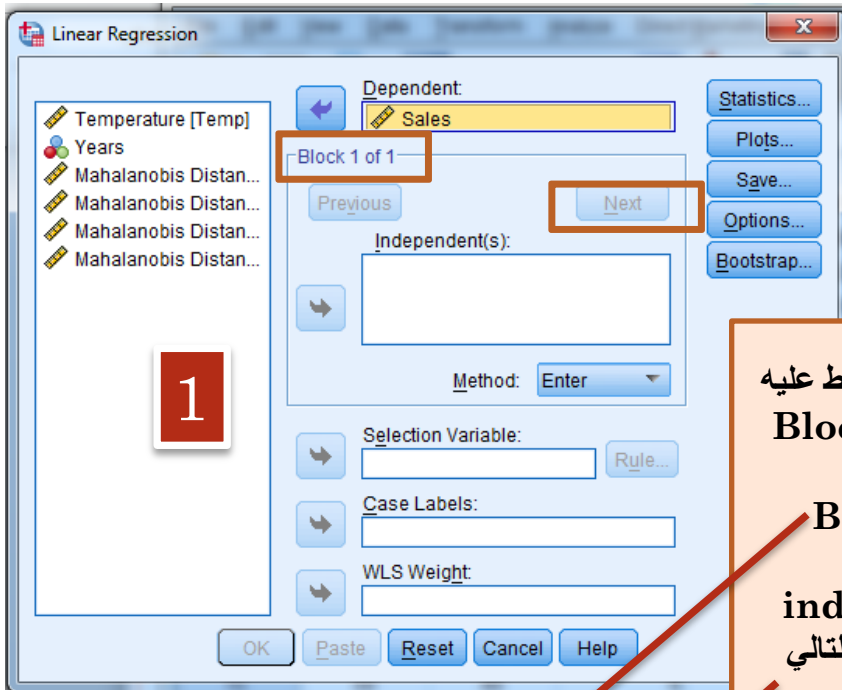 Linear Regression
Temperature [Temp]
Years
Mahalanobis Distan...
Mahalanobis Distan...
Mahalanobis Distan...
Mahalanobis Distan...
1
Dependent:
Sales
Block 1 of 1
Previous
Next
Independent(s):
Method: Enter
Selection Variable:
Rule...
Case Labels:
WLS Weight:
OK
Paste
Reset
Cancel
Help
Statistics...
Plots...
Save...
Options...
Bootstrap...
عليه